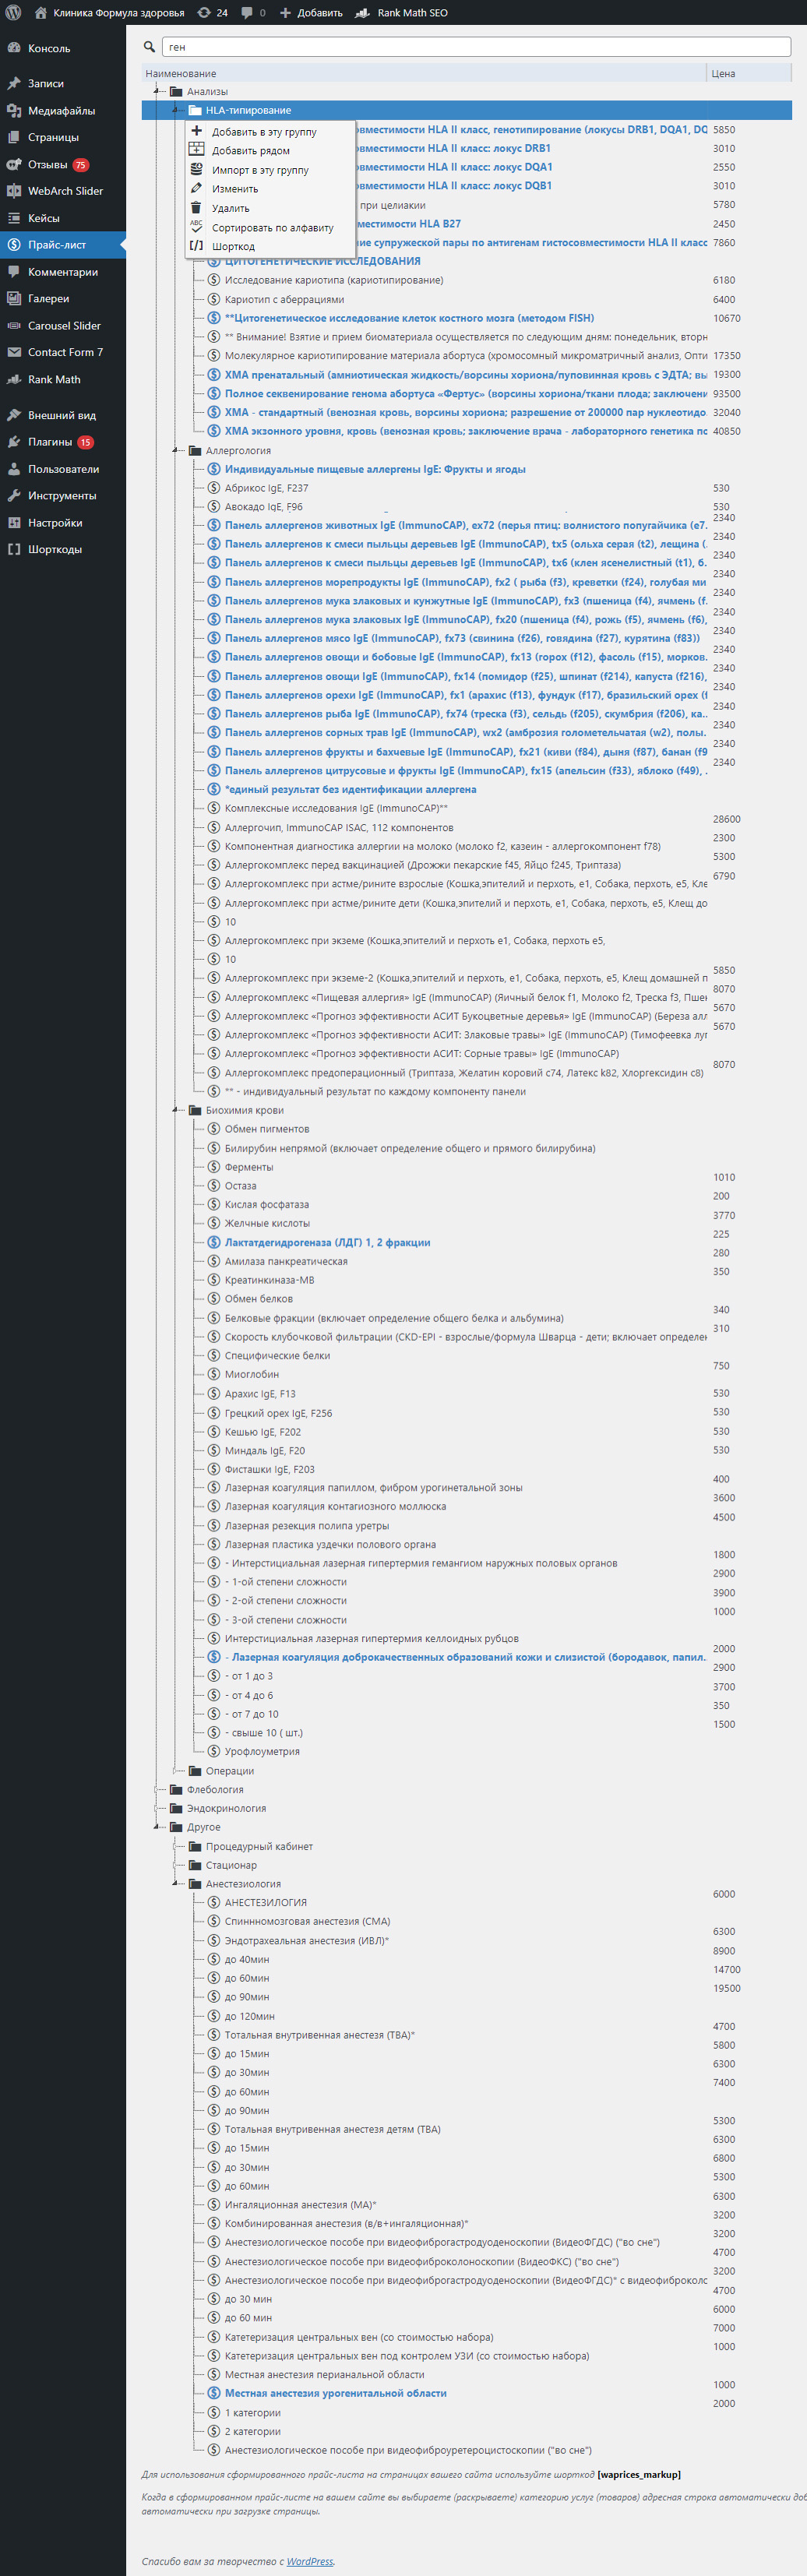 Клиника Формула здоровья 24 0 Добавить Rank Math SEO
Консоль
Записи
Медиафайлы
Страницы
Отзывы 75
WebArch Slider
Кейсы
Прайс-лист
Комментарии
Галереи
Carousel Slider
Contact Form 7
Rank Math
Внешний вид
Плагины 15
Пользователи
Инструменты
Настройки
Шорткоды
ген
Наименование Цена
Анализы
HLA-типирование
Добавить в эту группу
Добавить рядом
Импорт в эту группу
Изменить
Удалить
ABC Сортировать по алфавиту
[/] Шорткод
овместимости HLA II класс, генотипирование (локусы DRB1, DQA1, DQ 5850
овместимости HLA II класс: локус DRB1 3010
овместимости HLA II класс: локус DQA1 2550
овместимости HLA II класс: локус DQB1 3010
при целиакии 5780
местимости HLA B27 2450
ние супружеской пары по антигенам гистосовместимости HLA II класс 7860
ЦИТОГЕНЕТИЧЕСКИЕ ИССЛЕДОВАНИЯ
Исследование кариотипа (кариотипирование) 6180
Кариотип с аберрациями 6400
**Цитогенетическое исследование клеток костного мозга (методом FISH) 10670
** Внимание! Взятие и прием биоматериала осуществляется по следующим дням: понедельник, вторн
Молекулярное кариотипирование материала абортуса (хромосомный микроматричный анализ, Опти 17350
ХМА пренатальный (амниотическая жидкость/ворсины хориона/пуповинная кровь с ЭДТА; вы 19300
Полное секвенирование генома абортуса «Фертус» (ворсины хориона/ткани плода; заключени 93500
ХМА - стандартный (венозная кровь, ворсины хориона; разрешение от 200000 пар нуклеотидо. 32040
ХМА экзонного уровня, кровь (венозная кровь; заключение врача - лабораторного генетика по 40850
Аллергология
Индивидуальные пищевые аллергены IgE: Фрукты и ягоды
Абрикос IgE, F237 530
Авокадо IgE, F96 530
Панель аллергенов животных IgE (ImmunoCAP), ex72 (перья птиц: волнистого попугайчика (e7. 2340
Панель аллергенов к смеси пыльцы деревьев IgE (ImmunoCAP), tx5 (ольха серая (t2), лещина (. 2340
Панель аллергенов к смеси пыльцы деревьев IgE (ImmunoCAP), tx6 (клен ясенелистный (t1), б. 2340
Панель аллергенов морепродукты IgE (ImmunoCAP), fx2 ( рыба (f3), креветки (f24), голубая ми 2340
Панель аллергенов мука злаковых и кунжутные IgE (ImmunoCAP), fx3 (пшеница (f4), ячмень (f. 2340
Панель аллергенов мука злаковых IgE (ImmunoCAP), fx20 (пшеница (f4), рожь (f5), ячмень (f6), 2340
Панель аллергенов мясо IgE (ImmunoCAP), fx73 (свинина (f26), говядина (f27), курятина (f83)) 2340
Панель аллергенов овощи и бобовые IgE (ImmunoCAP), fx13 (горох (f12), фасоль (f15), морков. 2340
Панель аллергенов овощи IgE (ImmunoCAP), fx14 (помидор (f25), шпинат (f214), капуста (f216), 2340
Панель аллергенов орехи IgE (ImmunoCAP), fx1 (арахис (f13), фундук (f17), бразильский орех (f 2340
Панель аллергенов рыба IgE (ImmunoCAP), fx74 (треска (f3), сельдь (f205), скумбрия (f206), ка.. 2340
Панель аллергенов сорных трав IgE (ImmunoCAP), wx2 (амброзия голометельчатая (w2), полы. 2340
Панель аллергенов фрукты и бахчевые IgE (ImmunoCAP), fx21 (киви (f84), дыня (f87), банан (f9 2340
Панель аллергенов цитрусовые и фрукты IgE (ImmunoCAP), fx15 (апельсин (f33), яблоко (f49), . 2340
*единый результат без идентификации аллергена
Комплексные исследования IgE (ImmunoCAP)**
Аллергочип, ImmunoCAP ISAC, 112 компонентов 28600
Компонентная диагностика аллергии на молоко (молоко f2, казеин - аллергокомпонент f78) 2300
Аллергокомплекс перед вакцинацией (Дрожжи пекарские f45, Яйцо f245, Триптаза) 5300
Аллергокомплекс при астме/рините взрослые (Кошка,эпителий и перхоть, e1, Собака, перхоть, e5, Кле 6790
Аллергокомплекс при астме/рините дети (Кошка,эпителий и перхоть, e1, Собака, перхоть, e5, Клещ до
10
Аллергокомплекс при экземе (Кошка,эпителий и перхоть e1, Собака, перхоть e5,
10
Аллергокомплекс при экземе-2 (Кошка,эпителий и перхоть, e1, Собака, перхоть, e5, Клещ домашней п 5850
Аллергокомплекс «Пищевая аллергия» IgE (ImmunoCAP) (Яичный белок f1, Молоко f2, Треска f3, Пшен 8070
Аллергокомплекс «Прогноз эффективности АСИТ Букоцветные деревья» IgE (ImmunoCAP) (Береза алл 5670
Аллергокомплекс «Прогноз эффективности АСИТ: Злаковые травы» IgE (ImmunoCAP) (Тимофеевка луг 5670
Аллергокомплекс «Прогноз эффективности АСИТ: Сорные травы» IgE (ImmunoCAP)
Аллергокомплекс предоперационный (Триптаза, Желатин коровий c74, Латекс k82, Хлоргексидин c8) 8070
** - индивидуальный результат по каждому компоненту панели
Биохимия крови
Обмен пигментов
Билирубин непрямой (включает определение общего и прямого билирубина)
Ферменты
Остаза 1010
Кислая фосфатаза 200
Желчные кислоты 3770
Лактатдегидрогеназа (ЛДГ) 1, 2 фракции 225
Амилаза панкреатическая 280
Креатинкиназа-МВ 350
Обмен белков
Белковые фракции (включает определение общего белка и альбумина) 340
Скорость клубочковой фильтрации (CKD-EPI - взрослые/формула Шварца - дети; включает определен 310
Специфические белки
Миоглобин 750
Арахис IgE, F13 530
Грецкий орех IgE, F256 530
Кешью IgE, F202 530
Миндаль IgE, F20 530
Фисташки IgE, F203
Лазерная коагуляция папиллом, фибром урогинетальной зоны 400
Лазерная коагуляция контагиозного моллюска 3600
Лазерная резекция полипа уретры 4500
Лазерная пластика уздечки полового органа
- Интерстициальная лазерная гипертермия гемангиом наружных половых органов 1800
- 1-ой степени сложности 2900
- 2-ой степени сложности 3900
- 3-ой степени сложности 1000
Интерстициальная лазерная гипертермия келлоидных рубцов
- Лазерная коагуляция доброкачественных образований кожи и слизистой (бородавок, папил.. 2000
- от 1 до 3 2900
- от 4 до 6 3700
- от 7 до 10 350
- свыше 10 ( шт.) 1500
Урофлоуметрия
Операции
Флебология
Эндокринология
Другое
Процедурный кабинет
Стационар
Анестезиология
АНЕСТЕЗИЛОГИЯ 6000
Спиннномозговая анестезия (СМА)
Эндотрахеальная анестезия (ИВЛ)* 6300
до 40мин 8900
до 60мин 14700
до 90мин 19500
до 120мин
Тотальная внутривенная анестезя (ТВА)* 4700
до 15мин 5800
до 30мин 6300
до 60мин 7400
до 90мин
Тотальная внутривенная анестезя детям (ТВА) 5300
до 15мин 6300
до 30мин 6800
до 60мин 5300
Ингаляционная анестезия (МА)* 6300
Комбинированная анестезия (в/в+ингаляционная)* 3200
Анестезиологическое пособе при видеофиброгастродуоденоскопии (ВидеоФГДС) ("во сне") 3200
Анестезиологическое пособе при видеофиброколоноскопии (ВидеоФКС) ("во сне") 4700
Анестезиологическое пособе при видеофиброгастродуоденоскопии (ВидеоФГДС)* с видеофиброколо 3200
до 30 мин 4700
до 60 мин 6000
Катетеризация центральных вен (со стоимостью набора) 7000
Катетеризация центральных вен под контролем УЗИ (со стоимостью набора) 1000
Местная анестезия перианальной области
Местная анестезия урогенитальной области 1000
1 категории 2000
2 категории
Анестезиологическое пособе при видеофиброуретероцистоскопии ("во сне")
Для использования сформированного прайс-листа на страницах вашего сайта используйте шорткод [waprices_markup]
Когда в сформированном прайс-листе на вашем сайте вы выбираете (раскрываете) категорию услуг (товаров) адресная строка автоматически доб
автоматически при загрузке страницы.
Спасибо вам за творчество с WordPress.